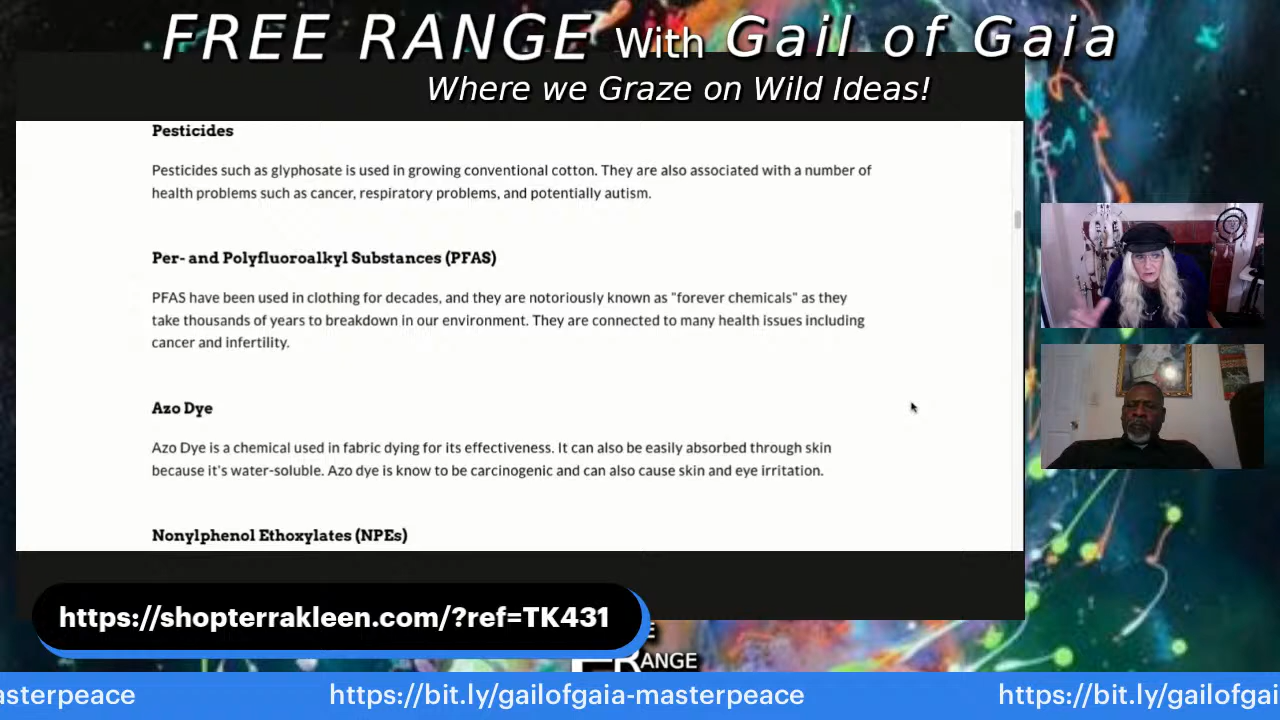 FREE RANGE With Gail of Gaia
Where we Graze on Wild Ideas!
Pesticides
Pesticides such as glyphosate is used in growing conventional cotton. They are also associated with a number of
health problems such as cancer, respiratory problems, and potentially autism.
Per- and Polyfluoroalkyl Substances (PFAS)
PFAS have been used in clothing for decades, and they are notoriously known as "forever chemicals" as they
take thousands of years to breakdown in our environment. They are connected to many health issues including
cancer and infertility.
Azo Dye
Azo Dye is a chemical used in fabric dying for its effectiveness. It can also be easily absorbed through skin
because it's water-soluble. Azo dye is know to be carcinogenic and can also cause skin and eye irritation.
Nonylphenol Ethoxylates (NPEs)
https://shopterrakleen.com/?ref=TK431
RANGE
asterpeace https://bit.ly/gailofgaia-masterpeace https://bit.ly/gailofgai